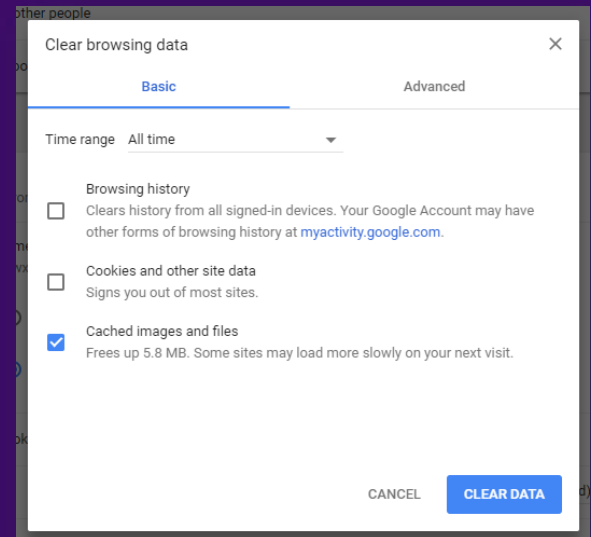 other people
Clear browsing data
Basic Advanced
Time range All time
Browsing history
Clears history from all signed-in devices. Your Google Account may have
other forms of browsing history at myactivity.google.com.
Cookies and other site data
Signs you out of most sites.
Cached images and files
Frees up 5.8 MB. Some sites may load more slowly on your next visit.
CANCEL CLEAR DATA